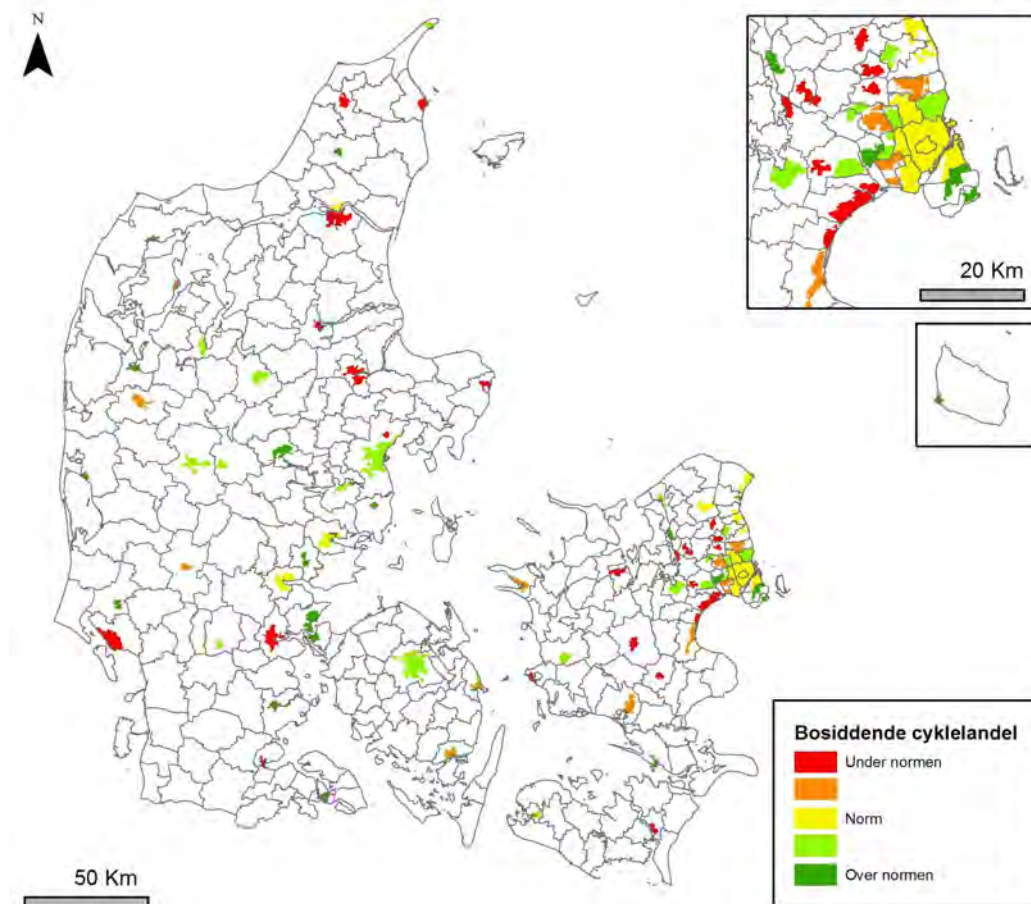 N
20 Km
Bosiddende cyklelandel
Under normen
Norm
Over normen
50 Km